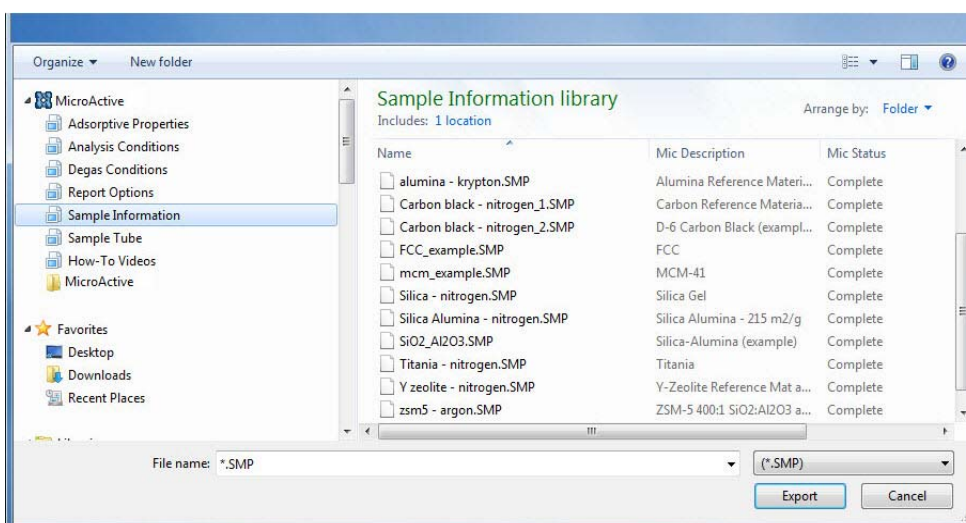 Organize New folder
MicroActive
Adsorptive Properties
Analysis Conditions
Degas Conditions
Report Options
Sample Information
Sample Tube
How-To Videos
MicroActive
Favorites
Desktop
Downloads
Recent Places
Sample Information library
Includes: 1 location
Arrange by: Folder
Name Mic Description Mic Status
alumina - krypton.SMP Alumina Reference Materi... Complete
Carbon black - nitrogen_1.SMP Carbon Reference Materia... Complete
Carbon black - nitrogen_2.SMP D-6 Carbon Black (exampl... Complete
FCC_example.SMP FCC Complete
mcm_example.SMP MCM-41 Complete
Silica - nitrogen.SMP Silica Gel Complete
Silica Alumina - nitrogen.SMP Silica Alumina - 215 m2/g Complete
SiO2_Al2O3.SMP Silica-Alumina (example) Complete
Titania - nitrogen.SMP Titania Complete
Y zeolite - nitrogen.SMP Y-Zeolite Reference Mat a... Complete
zsm5 - argon.SMP ZSM-5 400:1 SiO2:Al2O3 a... Complete
File name: *.SMP (*.SMP)
Export Cancel